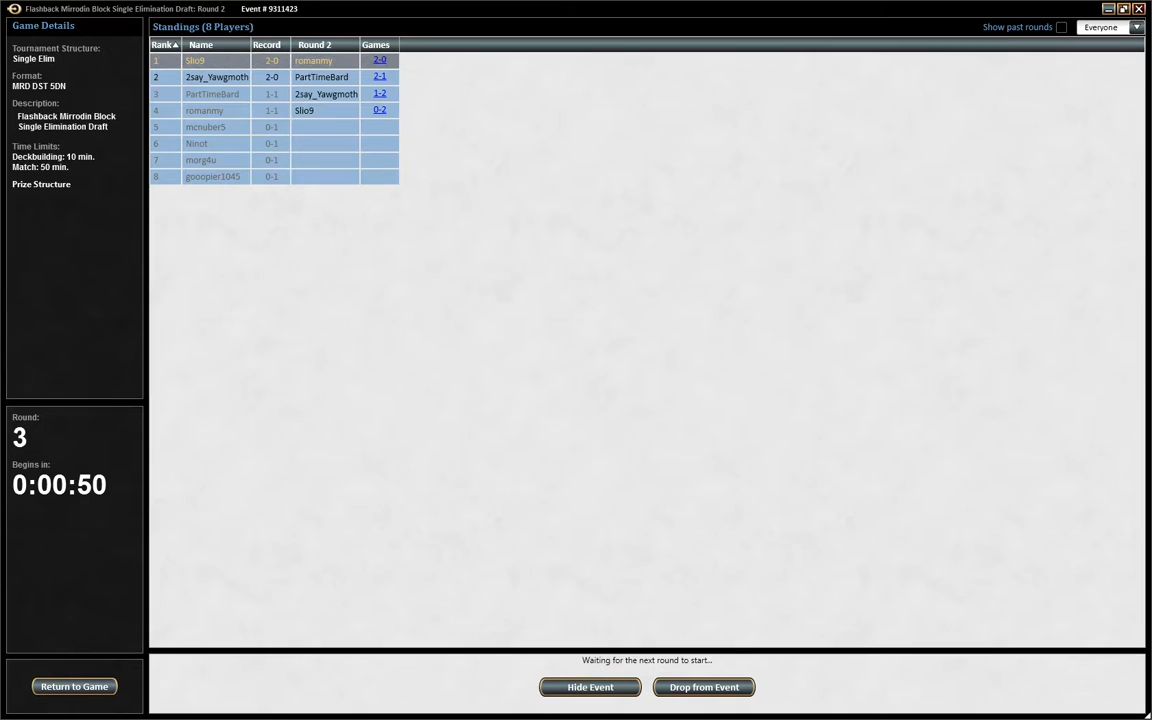 Flashback Mirrodin Block Single Elimination Draft: Round 2 Event # 9311423
Game Details
Tournament Structure:
Single Elim
Format:
MRD DST 5DN
Description:
Flashback Mirrodin Block
Single Elimination Draft
Time Limits:
Deckbuilding: 10 min.
Match: 50 min.
Prize Structure
Round:
3
Begins in:
0:00:50
Return to Game
Standings (8 Players) Show past rounds Everyone
Rank Name Record Round 2 Games
1 Slio9 2-0 romanmy 2-0
2 2say_Yawgmoth 2-0 PartTimeBard 2-1
3 PartTimeBard 1-1 2say_Yawgmoth 1-2
4 romanmy 1-1 Slio9 0-2
5 mcnuber5 0-1
6 Ninot 0-1
7 morg4u 0-1
8 gooopier1045 0-1
Waiting for the next round to start...
Hide Event Drop from Event